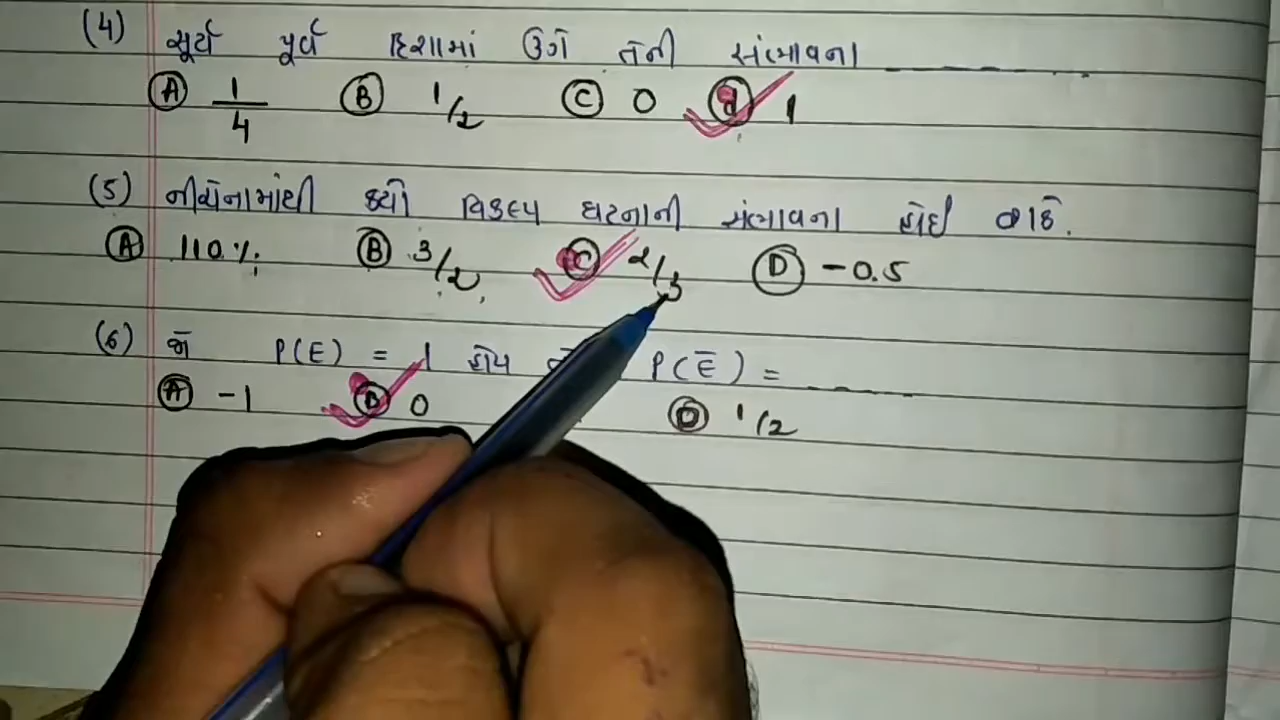 (4) સૂર્ય પૂર્વ દિશામાં ઉગે તેની સંભાવના _ _ _ _ _
(A) 1/4 (B) 1/2 (C) 0 (D) 1
(5) નીચેનામાંથી ક્યો વિકલ્પ ઘટનાની સંભાવના હોઈ શકે.
(A) 110% (B) 3/2 (C) 2/3 (D) -0.5
(6) જો P(E) = 1 હોય P(Ē) = _ _ _ _
(A) -1 (B) 0 (D) 1/2